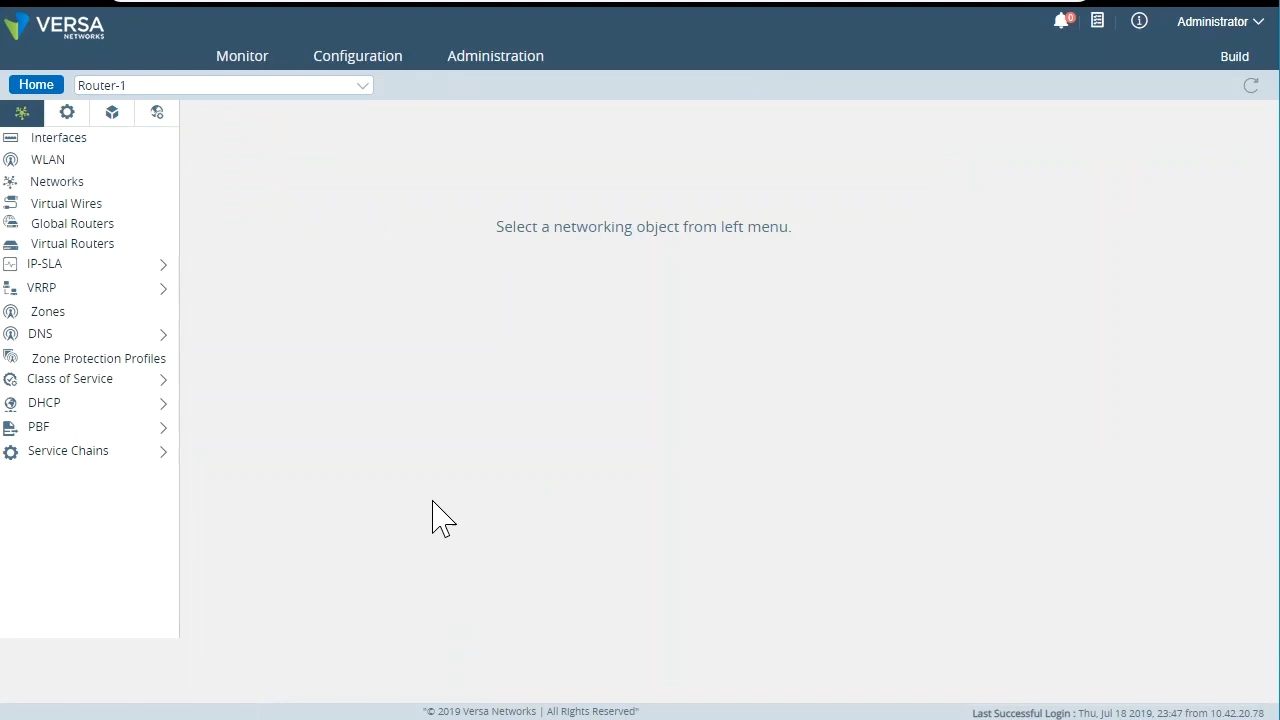 VERSA
NETWORKS
0
Administrator
Monitor
Configuration
Administration
Build
Home
Router-1
Interfaces
WLAN
Networks
Virtual Wires
Global Routers
Virtual Routers
IP-SLA
VRRP
Zones
DNS
Zone Protection Profiles
Class of Service
DHCP
PBF
Service Chains
Select a networking object from left menu.
"© 2019 Versa Networks | All Rights Reserved"
Last Successful Login : Thu, Jul 18 2019, 23:47 from 10.42.20.78